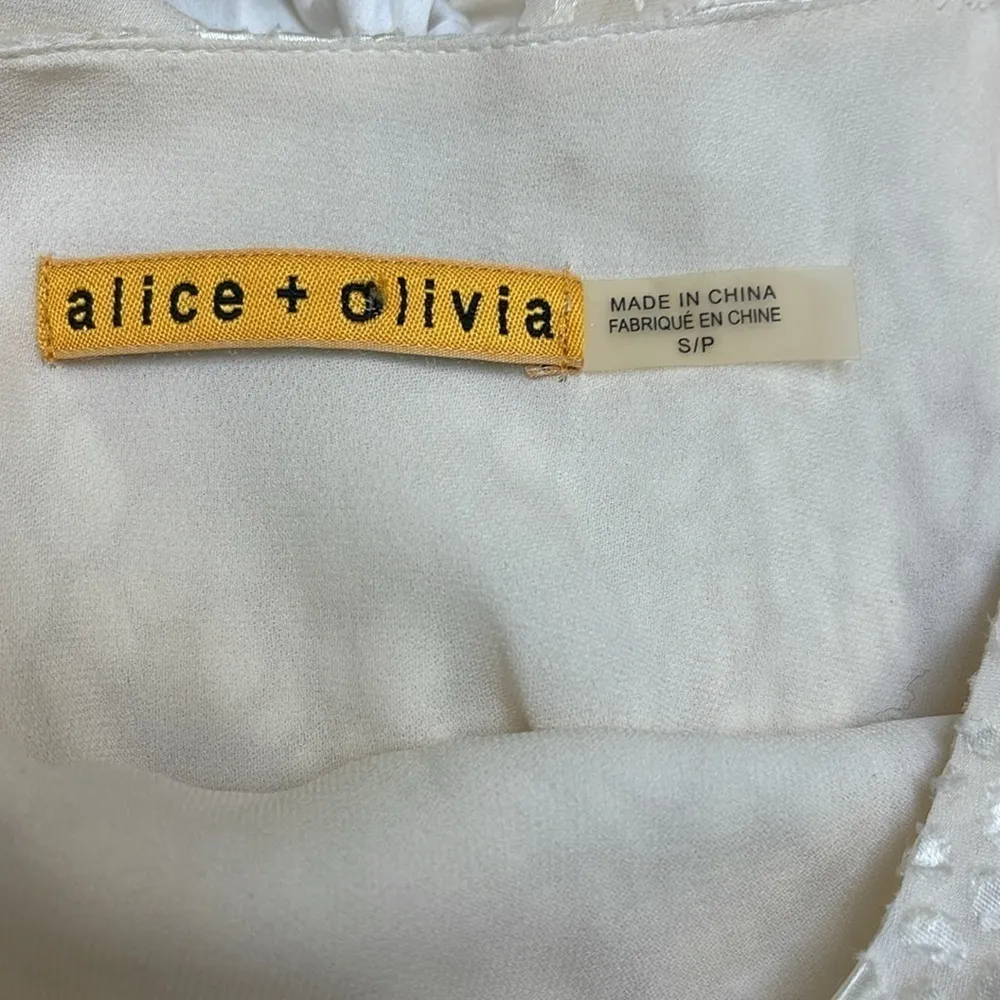 alice + olivia
MADE IN CHINA
FABRIQUÉ EN CHINE
S/P